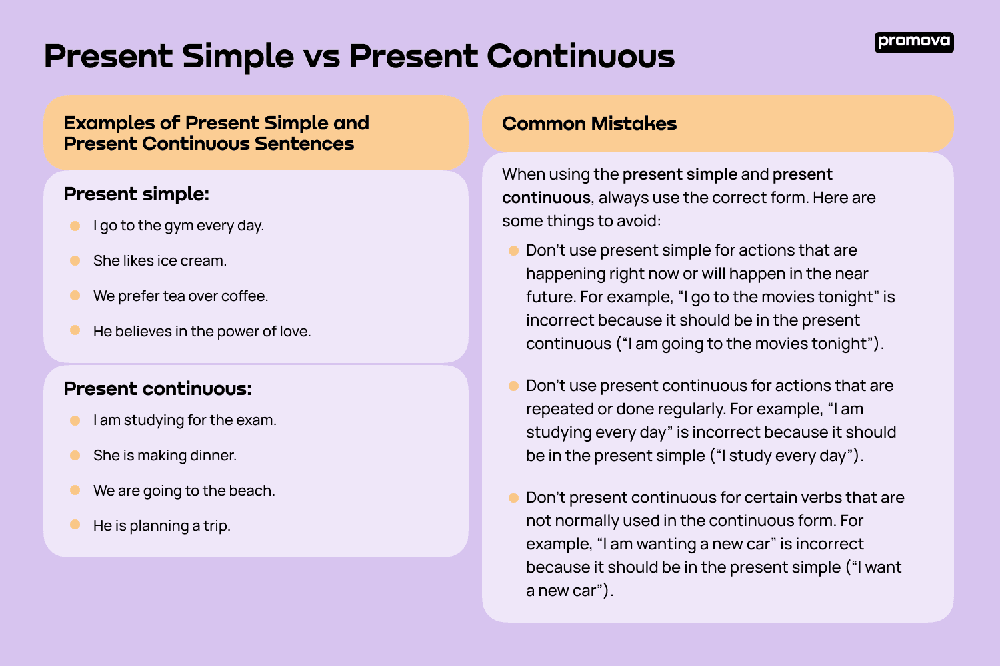 Present Simple vs Present Continuous
promova
Examples of Present Simple and
Present Continuous Sentences
Present simple:
I go to the gym every day.
She likes ice cream.
We prefer tea over coffee.
He believes in the power of love.
Present continuous:
I am studying for the exam.
She is making dinner.
We are going to the beach.
He is planning a trip.
Common Mistakes
When using the present simple and present
continuous, always use the correct form. Here are
some things to avoid:
Don’t use present simple for actions that are
happening right now or will happen in the near
future. For example, “I go to the movies tonight” is
incorrect because it should be in the present
continuous (“I am going to the movies tonight”).
Don’t use present continuous for actions that are
repeated or done regularly. For example, “I am
studying every day” is incorrect because it should
be in the present simple (“I study every day”).
Don’t present continuous for certain verbs that are
not normally used in the continuous form. For
example, “I am wanting a new car” is incorrect
because it should be in the present simple (“I want
a new car”).